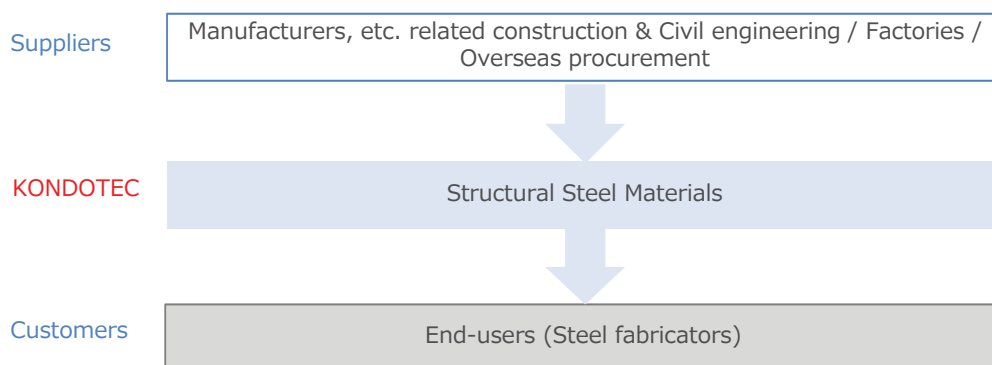 Suppliers
Manufacturers, etc. related construction & Civil engineering / Factories /
Overseas procurement
KONDOTEC
Structural Steel Materials
Customers
End-users (Steel fabricators)